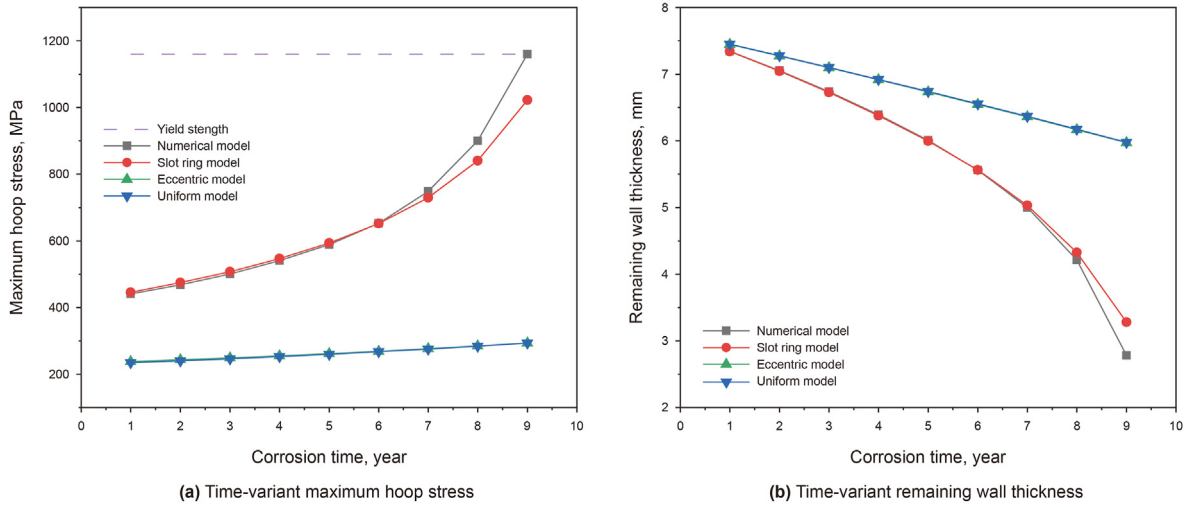 1200
1000
800
600
400
200
Maximum hoop stress, MPa
Yield stength
Numerical model
Slot ring model
Eccentric model
Uniform model
0 1 2 3 4 5 6 7 8 9 10
Corrosion time, year
(a) Time-variant maximum hoop stress
8
7
6
5
4
3
2
Remaining wall thickness, mm
Numerical model
Slot ring model
Eccentric model
Uniform model
0 1 2 3 4 5 6 7 8 9 10
Corrosion time, year
(b) Time-variant remaining wall thickness